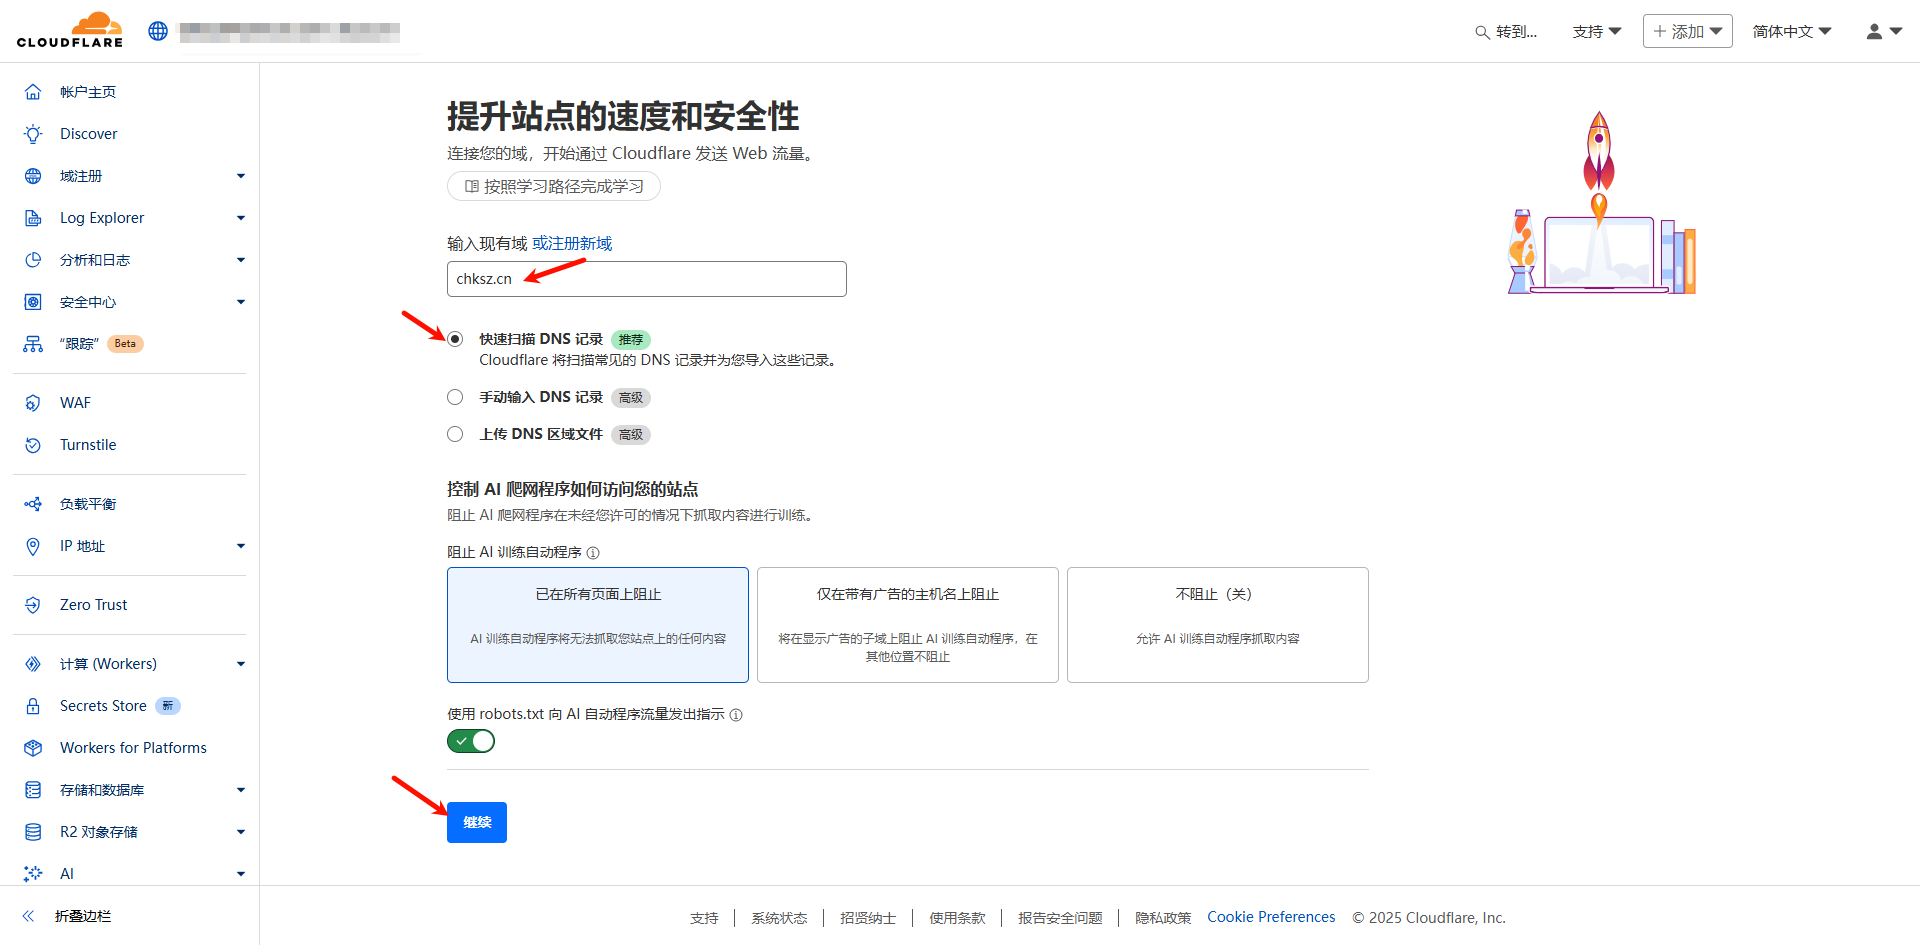 CLOUDFLARE
转到...
支持
添加
简体中文
帐户主页
Discover
域注册
Log Explorer
分析和日志
安全中心
“跟踪” Beta
WAF
Turnstile
负载平衡
IP 地址
Zero Trust
计算 (Workers)
Secrets Store 新
Workers for Platforms
存储和数据库
R2 对象存储
AI
折叠边栏
提升站点的速度和安全性
连接您的域，开始通过 Cloudflare 发送 Web 流量。
按照学习路径完成学习
输入现有域 或注册新域
chksz.cn
快速扫描 DNS 记录 推荐
Cloudflare 将扫描常见的 DNS 记录并为您导入这些记录。
手动输入 DNS 记录 高级
上传 DNS 区域文件 高级
控制 AI 爬网程序如何访问您的站点
阻止 AI 爬网程序在未经您许可的情况下抓取内容进行训练。
阻止 AI 训练自动程序
已在所有页面上阻止
AI 训练自动程序将无法抓取您站点上的任何内容
仅在带有广告的主机名上阻止
将在显示广告的子域上阻止 AI 训练自动程序，在
其他位置不阻止
不阻止（关）
允许 AI 训练自动程序抓取内容
使用 robots.txt 向 AI 自动程序流量发出指示
继续
支持
系统状态
招贤纳士
使用条款
报告安全问题
隐私政策
Cookie Preferences
© 2025 Cloudflare, Inc.